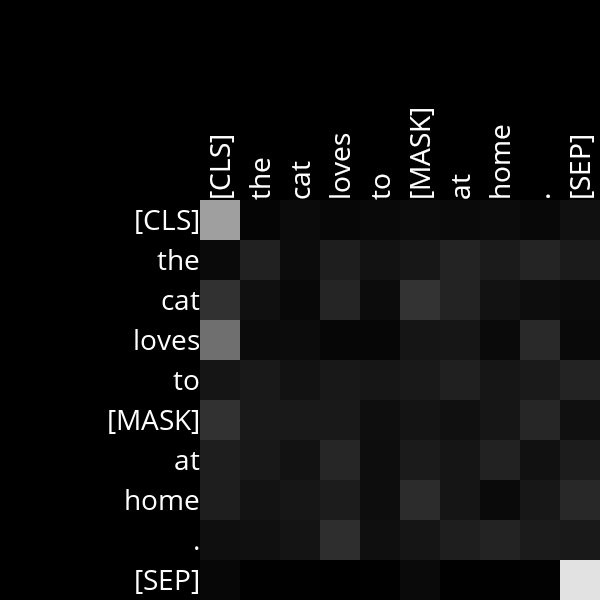 [CLS] the cat loves to [MASK] at home . [SEP]
[CLS]
the
cat
loves
to
[MASK]
at
home
.
[SEP]